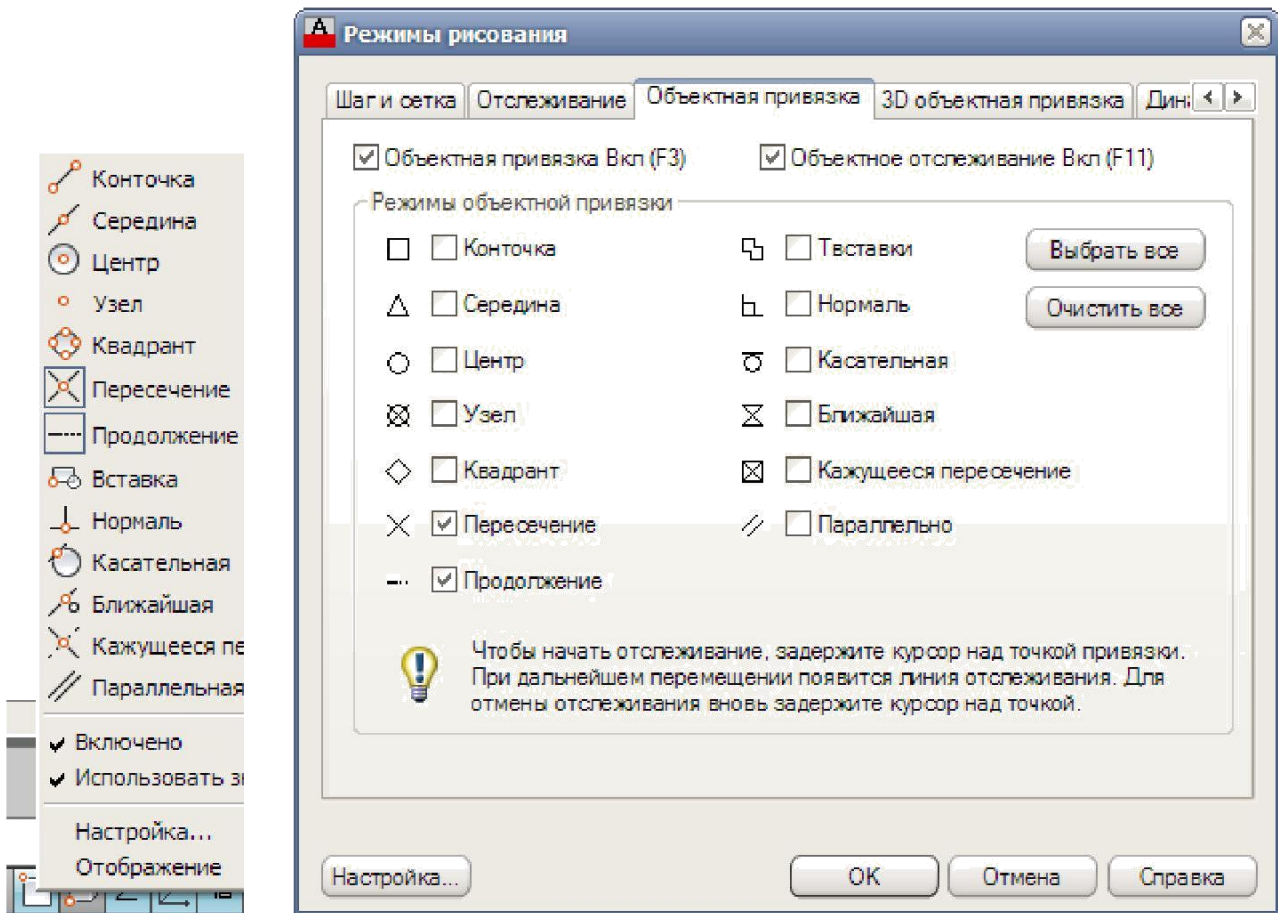 Конточка
Середина
Центр
Узел
Квадрант
Пересечение
Продолжение
Вставка
Нормаль
Касательная
Ближайшая
Кажущееся пе
Параллельная
Включено
Использовать
Настройка...
Отображение
Режимы рисования
Шаг и сетка Отслеживание Объектная привязка 3D объектная привязка Дин
Объектная привязка Вкл (F3) Объектное отслеживание Вкл (F11)
Режимы объектной привязки
Конточка Твставки Выбрать все
Середина Нормаль Очистить все
Центр Касательная
Узел Ближайшая
Квадрант Кажущееся пересечение
Пересечение Параллельно
Продолжение
Чтобы начать отслеживание, задержите курсор над точкой привязки.
При дальнейшем перемещении появится линия отслеживания. Для
отмены отслеживания вновь задержите курсор над точкой.
Настройка... OK Отмена Справка